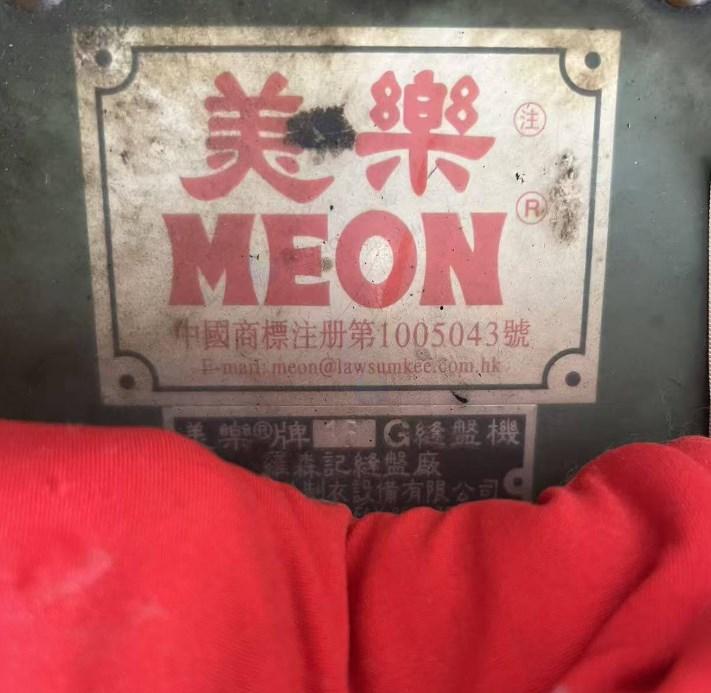 美樂 注
MEON ®
中國商標注册第1005043號
E-mail: meon@lawsumkee.com.hk
美樂®牌 16 G縫盤機
羅森記縫盤廠
制衣設備有限公司